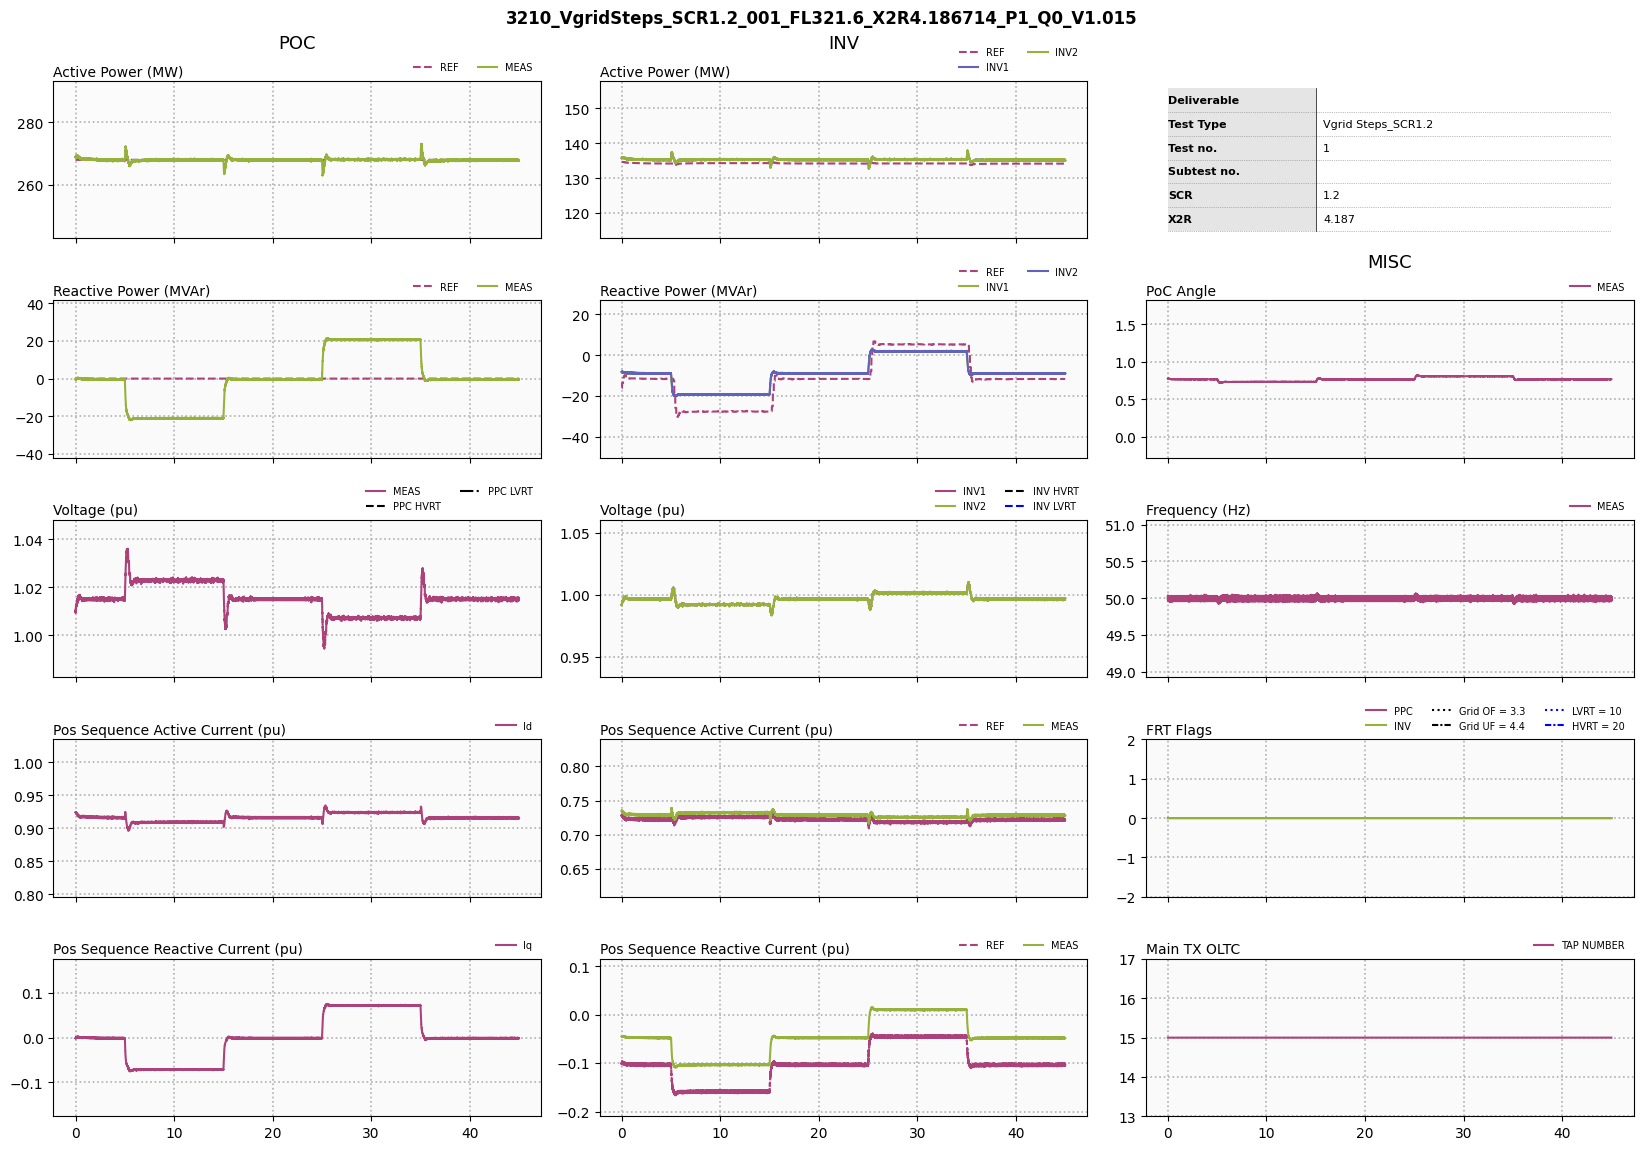 3210_VgridSteps_SCR1.2_001_FL321.6_X2R4.186714_P1_Q0_V1.015
POC
Active Power (MW)
REF MEAS
280
260
INV
Active Power (MW)
REF INV2
INV1
150
140
130
120
Deliverable
Test Type Vgrid Steps_SCR1.2
Test no. 1
Subtest no.
SCR 1.2
X2R 4.187
Reactive Power (MVAr)
REF MEAS
40
20
0
−20
−40
Reactive Power (MVAr)
REF INV2
INV1
20
0
−20
−40
MISC
PoC Angle
MEAS
1.5
1.0
0.5
0.0
Voltage (pu)
MEAS PPC LVRT
PPC HVRT
1.04
1.02
1.00
Voltage (pu)
INV1 INV HVRT
INV2 INV LVRT
1.05
1.00
0.95
Frequency (Hz)
MEAS
51.0
50.5
50.0
49.5
49.0
Pos Sequence Active Current (pu)
Id
1.00
0.95
0.90
0.85
0.80
Pos Sequence Active Current (pu)
REF MEAS
0.80
0.75
0.70
0.65
FRT Flags
PPC Grid OF = 3.3 LVRT = 10
INV Grid UF = 4.4 HVRT = 20
2
1
0
−1
−2
Pos Sequence Reactive Current (pu)
Iq
0.1
0.0
−0.1
0 10 20 30 40
Pos Sequence Reactive Current (pu)
REF MEAS
0.1
0.0
−0.1
−0.2
0 10 20 30 40
Main TX OLTC
TAP NUMBER
17
16
15
14
13
0 10 20 30 40